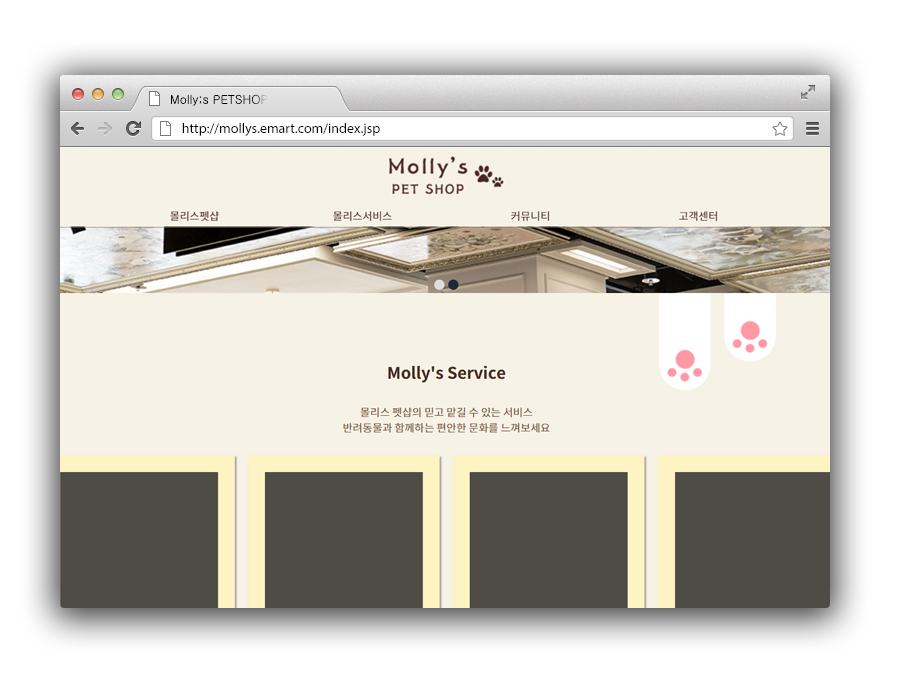 Molly;s PETSHOP
http://mollys.emart.com/index.jsp
Molly's
PET SHOP
몰리스펫샵 몰리스서비스 커뮤니티 고객센터
Molly's Service
몰리스 펫샵의 믿고 맡길 수 있는 서비스
반려동물과 함께하는 편안한 문화를 느껴보세요